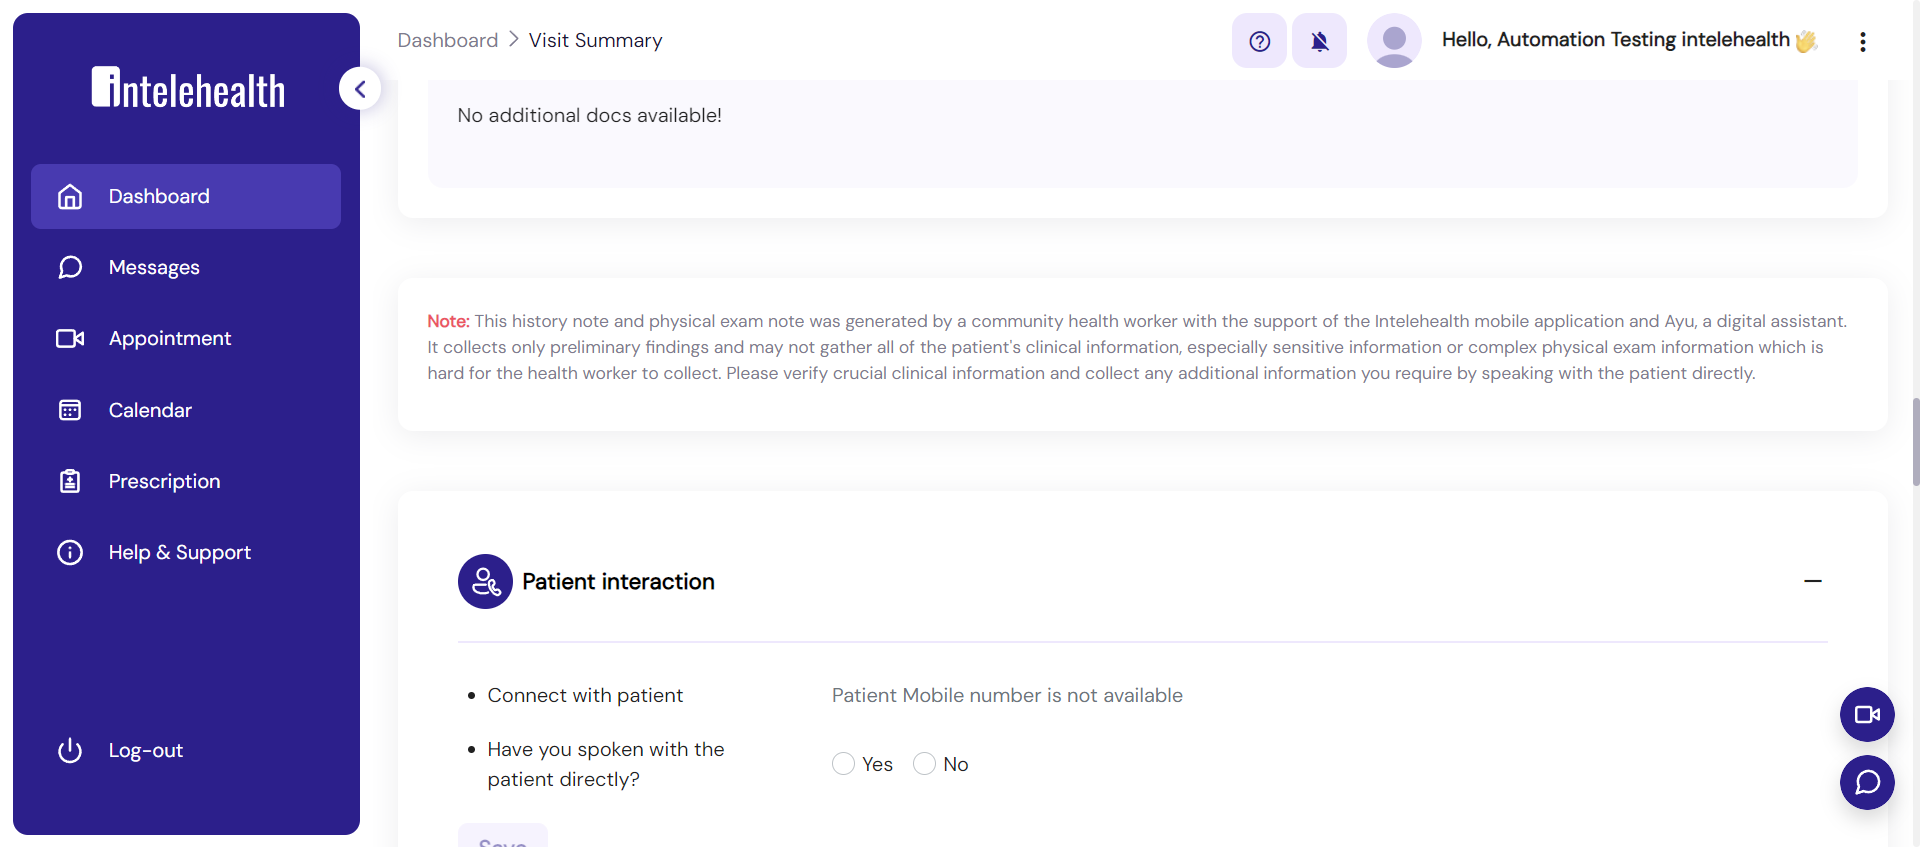 intelehealth
Dashboard
Messages
Appointment
Calendar
Prescription
Help & Support
Log-out
Dashboard > Visit Summary
Hello, Automation Testing intelehealth 👋
No additional docs available!
Note: This history note and physical exam note was generated by a community health worker with the support of the Intelehealth mobile application and Ayu, a digital assistant.
It collects only preliminary findings and may not gather all of the patient's clinical information, especially sensitive information or complex physical exam information which is
hard for the health worker to collect. Please verify crucial clinical information and collect any additional information you require by speaking with the patient directly.
Patient interaction
Connect with patient
Patient Mobile number is not available
Have you spoken with the
patient directly?
Yes No
Save